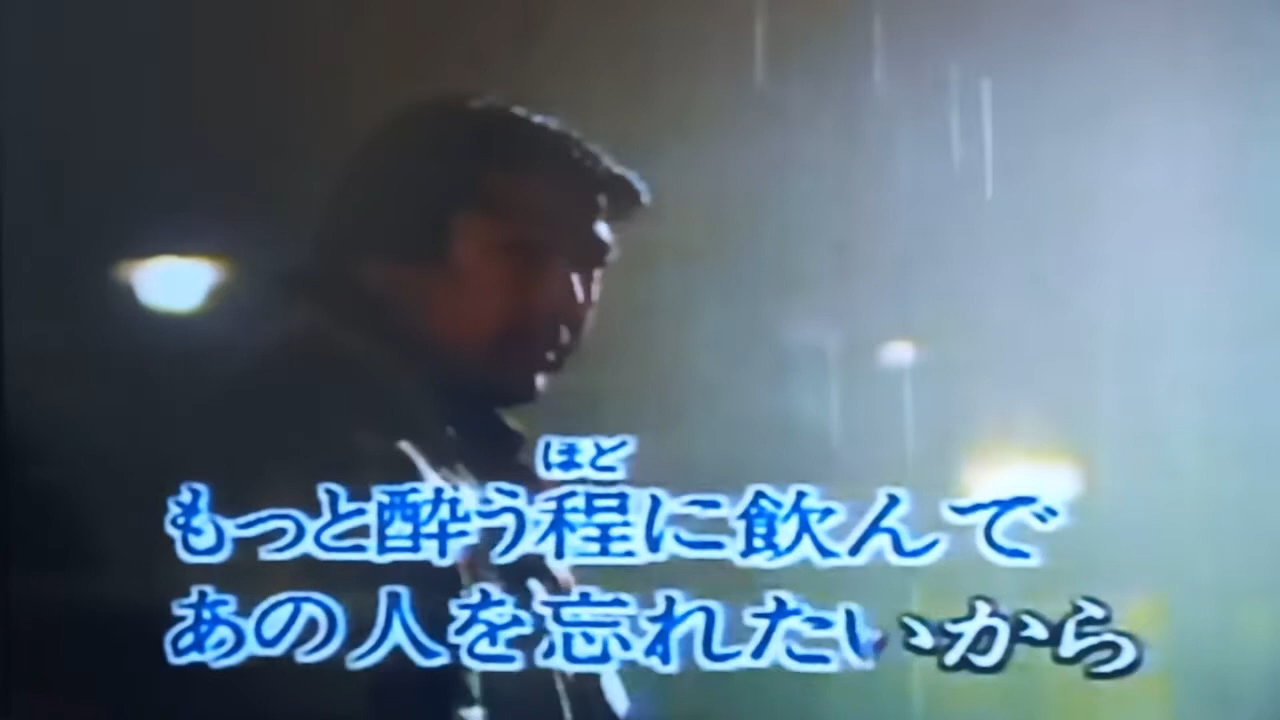 ほど
もっと酔う程に飲んで
あの人を忘れたいから